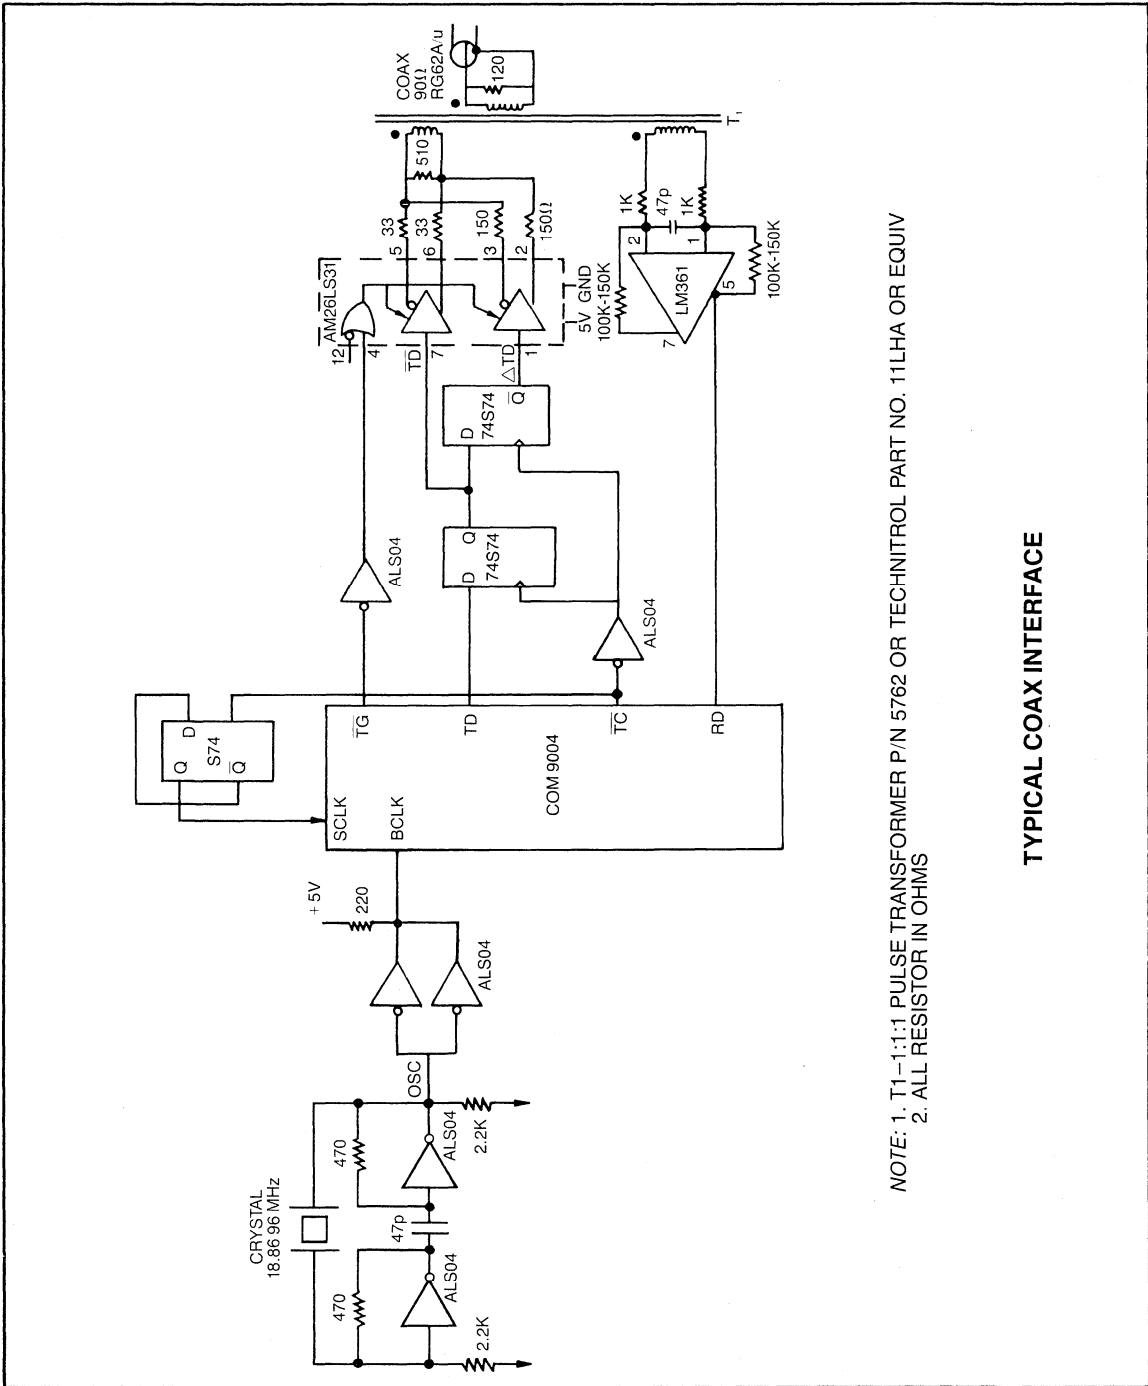 CRYSTAL
18.86 96 MHz
470
470
47p
ALS04
ALS04
2.2K
2.2K
OSC
ALS04
+ 5V
220
SCLK
BCLK
COM 9004
T̅G̅
TD
T̅C̅
RD
Q
D
S74
Q̅
ALS04
ALS04
D
Q
74S74
D
74S74
Q̅
AM26LS31
12
4
T̅D̅
7
△TD
1
5V GND
5
6
3
2
33
33
150
150Ω
510
COAX
90Ω
RG62A/u
120
T1
1K
47p
1K
2
1
LM361
7
5
100K-150K
100K-150K
NOTE: 1. T1–1:1:1 PULSE TRANSFORMER P/N 5762 OR TECHNITROL PART NO. 11LHA OR EQUIV
2. ALL RESISTOR IN OHMS
TYPICAL COAX INTERFACE